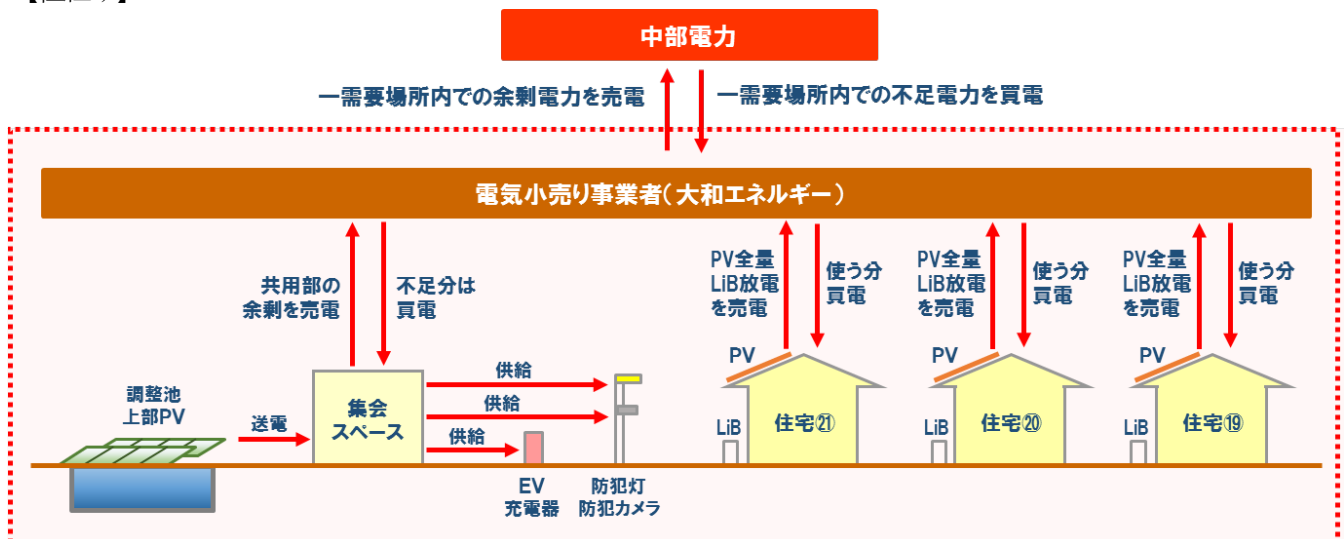 中部電力
一需要場所内での余剰電力を売電
一需要場所内での不足電力を買電
電気小売り事業者(大和エネルギー)
共用部の
余剰を売電
不足分は
買電
PV全量
LiB放電
を売電
使う分
買電
PV全量
LiB放電
を売電
使う分
買電
PV全量
LiB放電
を売電
使う分
買電
調整池
上部PV
送電
集会
スペース
供給
供給
供給
EV
充電器
防犯灯
防犯カメラ
PV
LiB
住宅㉑
PV
LiB
住宅⑳
PV
LiB
住宅⑲